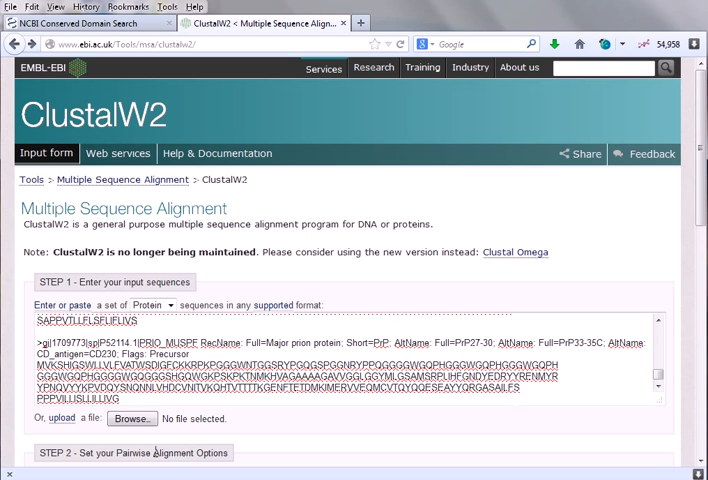 File Edit View History Bookmarks Tools Help
NCBI Conserved Domain Search
ClustalW2 < Multiple Sequence Align...
www.ebi.ac.uk/Tools/msa/clustalw2/
Google
54,958
EMBL-EBI
Services Research Training Industry About us
ClustalW2
Input form Web services Help & Documentation Share Feedback
Tools > Multiple Sequence Alignment > ClustalW2
Multiple Sequence Alignment
ClustalW2 is a general purpose multiple sequence alignment program for DNA or proteins.
Note: ClustalW2 is no longer being maintained. Please consider using the new version instead: Clustal Omega
STEP 1 - Enter your input sequences
Enter or paste a set of Protein sequences in any supported format:
SAPPVTLLFLSFLIFLIVS
>gi|1709773|sp|P52114.1|PRIO_MUSPF RecName: Full=Major prion protein; Short=PrP; AltName: Full=PrP27-30; AltName: Full=PrP33-35C; AltName:
CD_antigen=CD230; Flags: Precursor
MVKSHIGSWLLVLFVATWSDIGFCKKRPKPGGGWNTGGSRYPGQGSPGGNRYPPQGGGGWGQPHGGGWGQPHGGGWGQPH
GGGWGQPHGGGGWGQGGGSHGQWGKPSKPKTNMKHVAGAAAAGAVVGGLGGYMLGSAMSRPLIHFGNDYEDRYYRENMYR
YPNQVYYKPVDQYSNQNNLVHDCVNITVKQHTVTTTTKGENFTETDMKIMERVVEQMCVTQYQQESEAYYQRGASAILFS
PPPVILLISLLILLIVG
Or, upload a file: Browse.. No file selected.
STEP 2 - Set your Pairwise Alignment Options